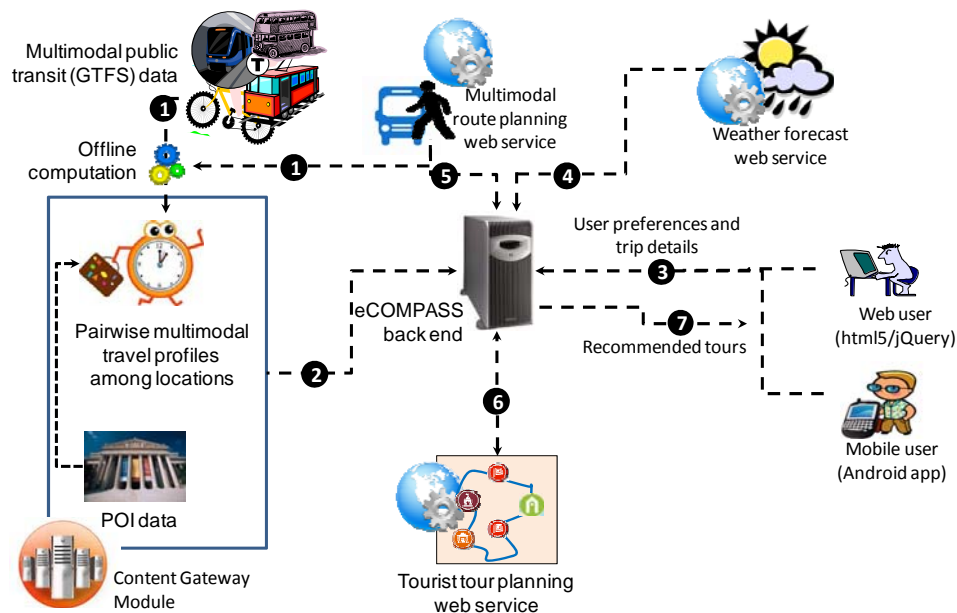 Multimodal public
transit (GTFS) data
T
1
Offline
computation
1
Multimodal
route planning
web service
5
4
Weather forecast
web service
User preferences and
trip details
3
Web user
(html5/jQuery)
eCOMPASS
back end
7
Recommended tours
Pairwise multimodal
travel profiles
among locations
2
6
Mobile user
(Android app)
POI data
Content Gateway
Module
Tourist tour planning
web service